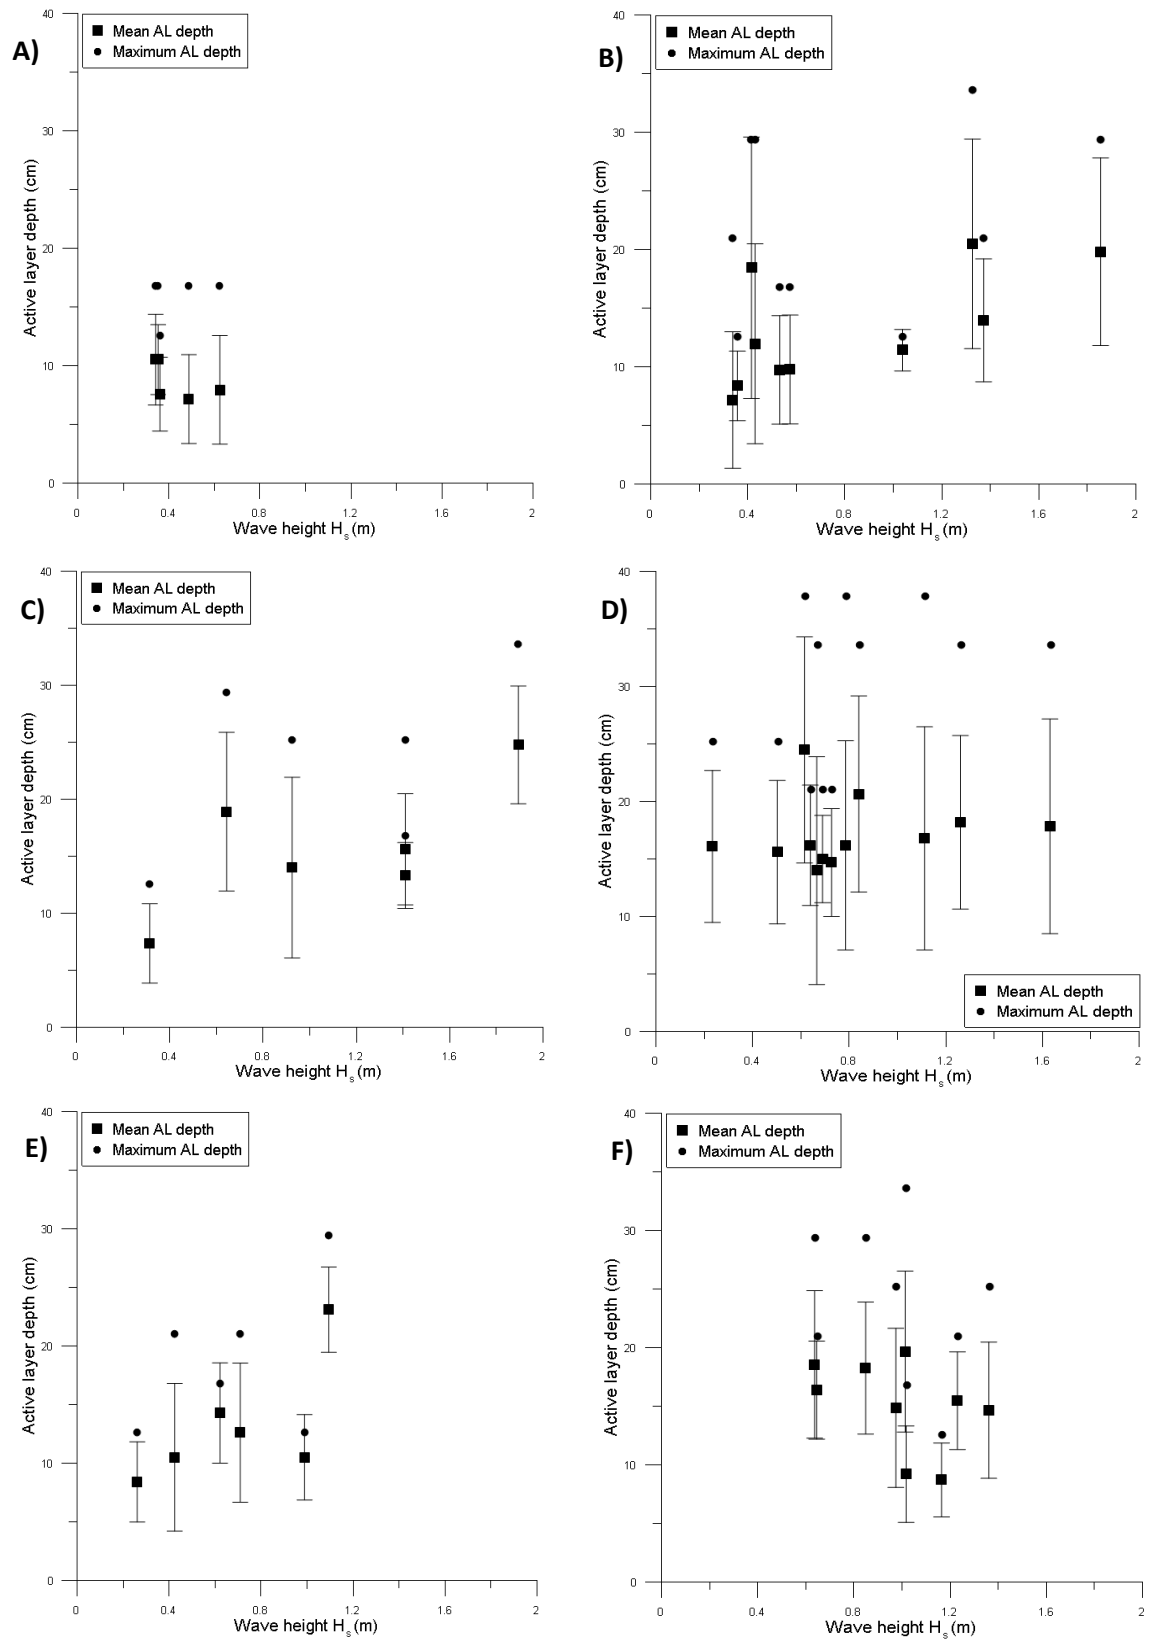 A)
40
30
20
10
0
Active layer depth (cm)
Mean AL depth
Maximum AL depth
0 0.4 0.8 1.2 1.6 2
Wave height Hs (m)
B)
40
30
20
10
0
Active layer depth (cm)
Mean AL depth
Maximum AL depth
0 0.4 0.8 1.2 1.6 2
Wave height Hs (m)
C)
40
30
20
10
0
Active layer depth (cm)
Mean AL depth
Maximum AL depth
0 0.4 0.8 1.2 1.6 2
Wave height Hs (m)
D)
40
30
20
10
0
Active layer depth (cm)
Mean AL depth
Maximum AL depth
0 0.4 0.8 1.2 1.6 2
Wave height Hs (m)
E)
40
30
20
10
0
Active layer depth (cm)
Mean AL depth
Maximum AL depth
0 0.4 0.8 1.2 1.6 2
Wave height Hs (m)
F)
40
30
20
10
0
Active layer depth (cm)
Mean AL depth
Maximum AL depth
0 0.4 0.8 1.2 1.6 2
Wave height Hs (m)